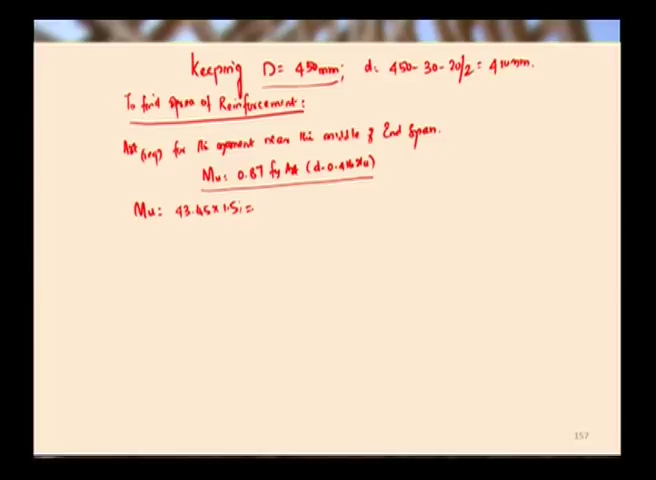 Keeping D = 450mm; d = 450 - 30 - 20/2 = 410mm.
To find Area of Reinforcement:
Ast (req) for the moment near the middle of 2nd Span.
Mu = 0.87 fy Ast (d - 0.416 xu)
Mu = 43.45 × 1.5 =
157